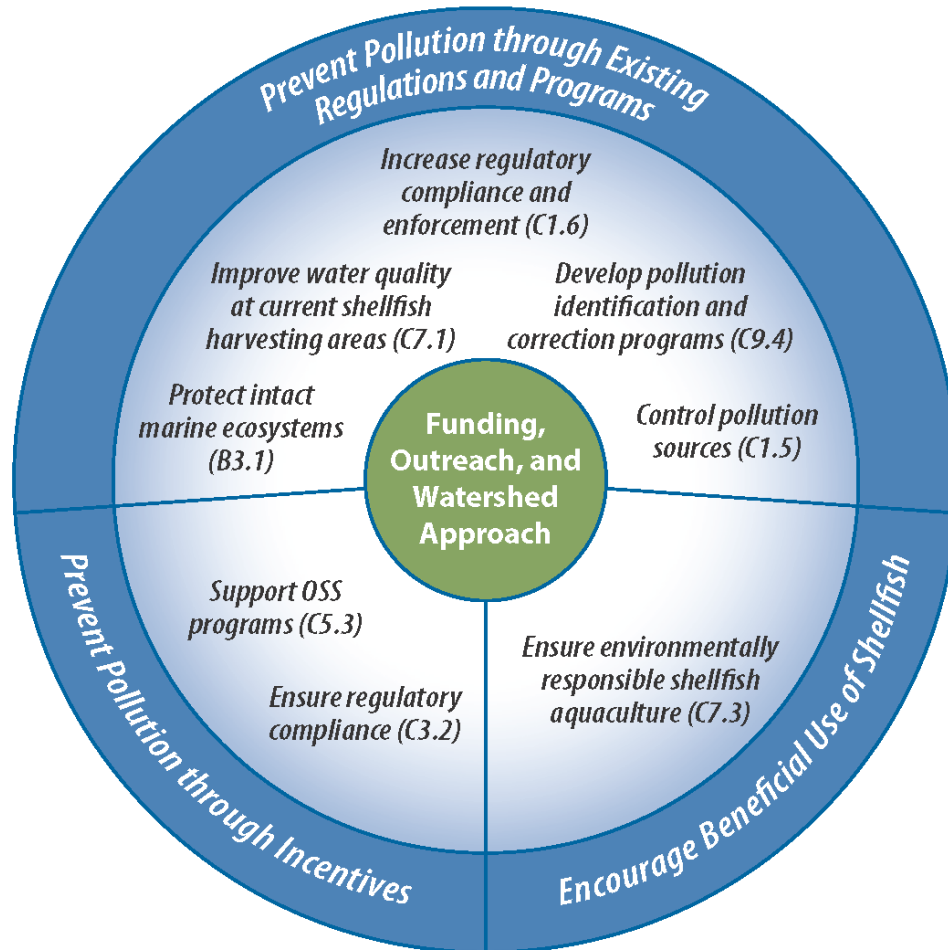 Prevent Pollution through Existing
Regulations and Programs
Increase regulatory
compliance and
enforcement (C1.6)
Improve water quality
at current shellfish
harvesting areas (C7.1)
Develop pollution
identification and
correction programs (C9.4)
Protect intact
marine ecosystems
(B3.1)
Control pollution
sources (C1.5)
Funding,
Outreach, and
Watershed
Approach
Support OSS
programs (C5.3)
Ensure regulatory
compliance (C3.2)
Ensure environmentally
responsible shellfish
aquaculture (C7.3)
Prevent Pollution through Incentives
Encourage Beneficial Use of Shellfish